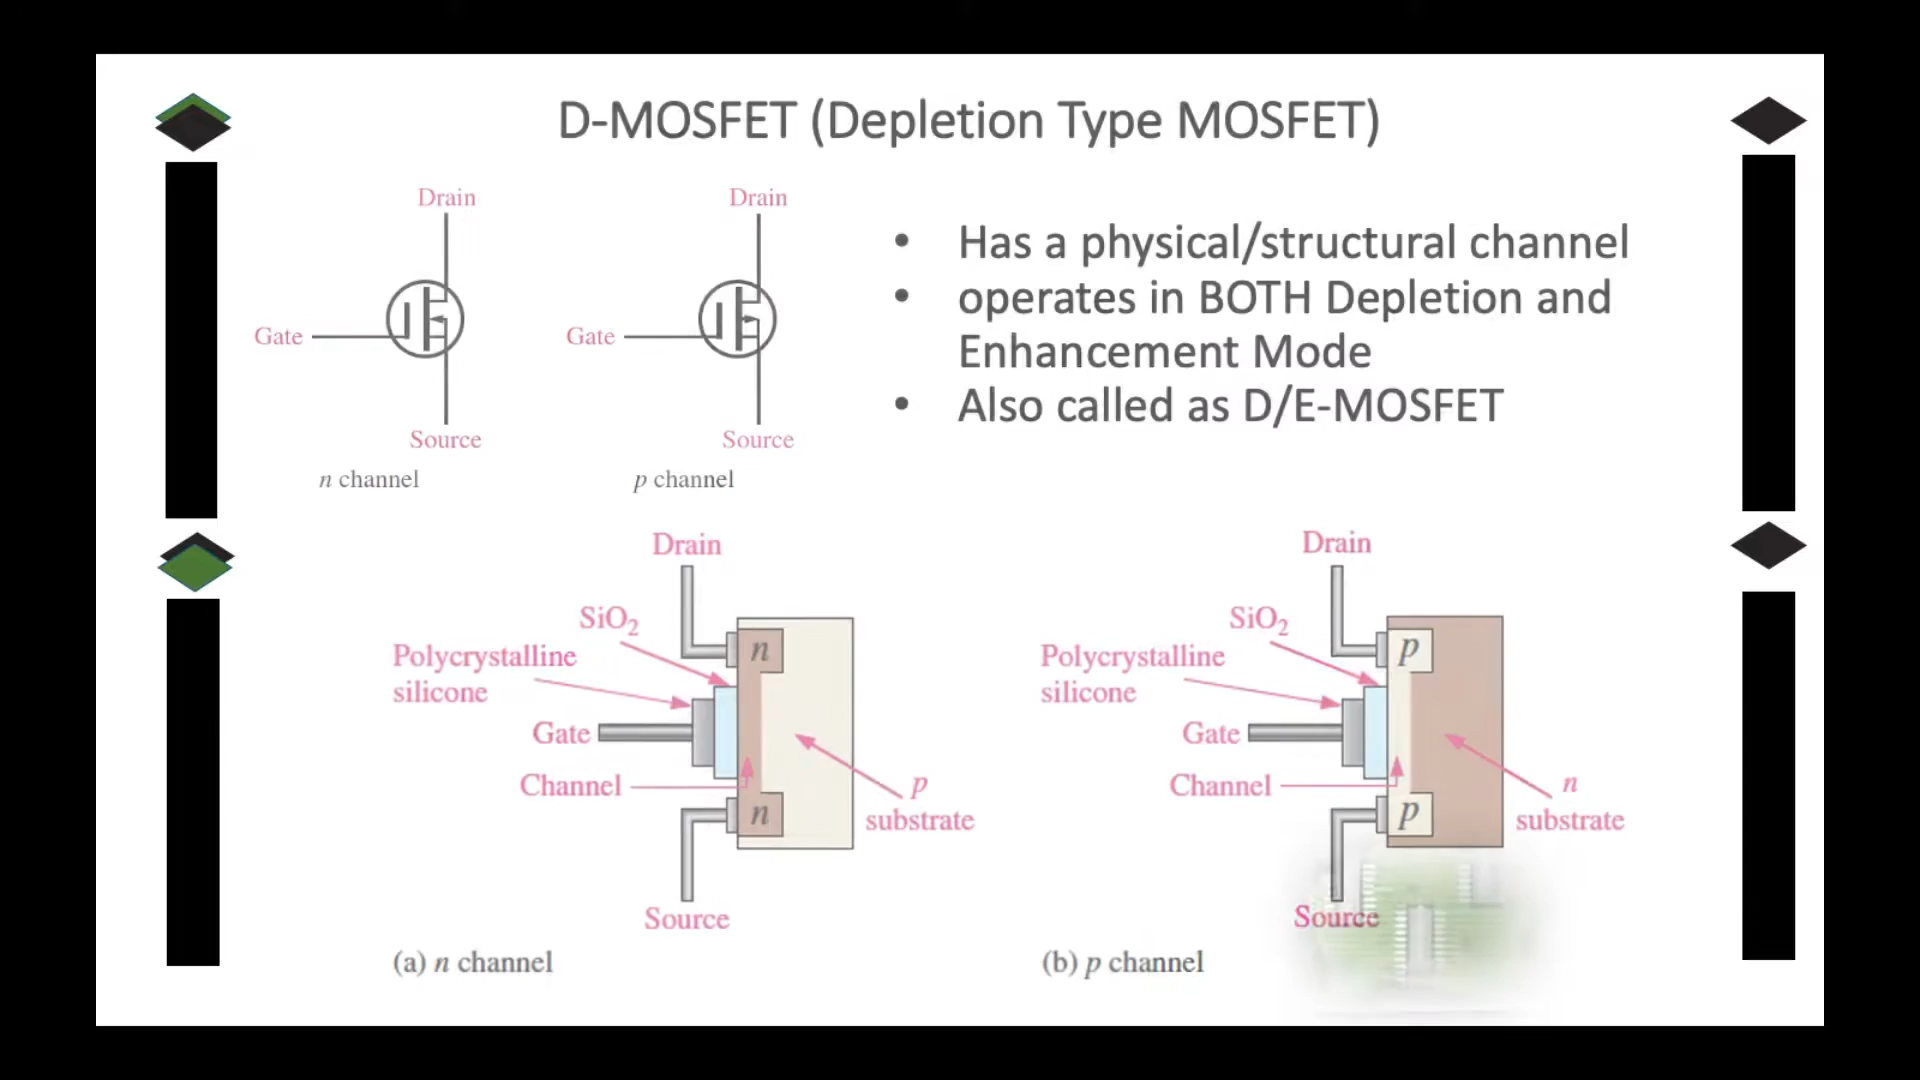 D-MOSFET (Depletion Type MOSFET)
Drain
Gate
Source
n channel
Drain
Gate
Source
p channel
• Has a physical/structural channel
• operates in BOTH Depletion and
Enhancement Mode
• Also called as D/E-MOSFET
Drain
SiO2
Polycrystalline
silicone
Gate
Channel
n
n
p
substrate
Source
(a) n channel
Drain
SiO2
Polycrystalline
silicone
Gate
Channel
p
p
n
substrate
Source
(b) p channel